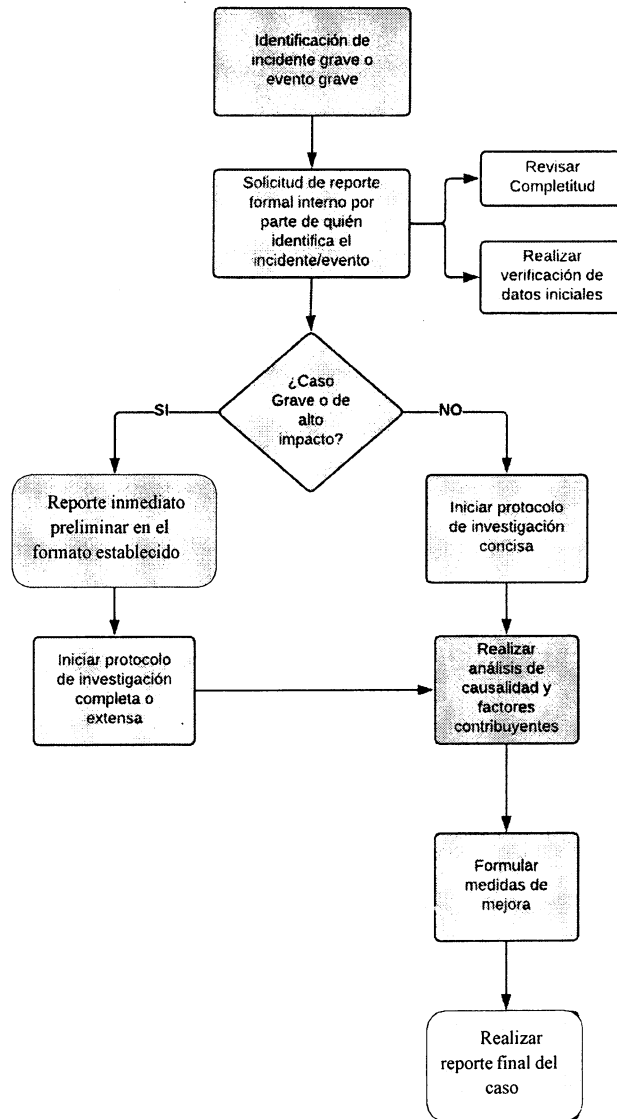 Identificación de
incidente grave o
evento grave
Solicitud de reporte
formal interno por
parte de quién
identifica el
incidente/evento
Revisar
Completitud
Realizar
verificación de
datos iniciales
¿Caso
Grave o de
alto
impacto?
SI
NO
Reporte inmediato
preliminar en el
formato establecido
Iniciar protocolo
de investigación
concisa
Iniciar protocolo
de investigación
completa o
extensa
Realizar
análisis de
causalidad y
factores
contribuyentes
Formular
medidas de
mejora
Realizar
reporte final del
caso